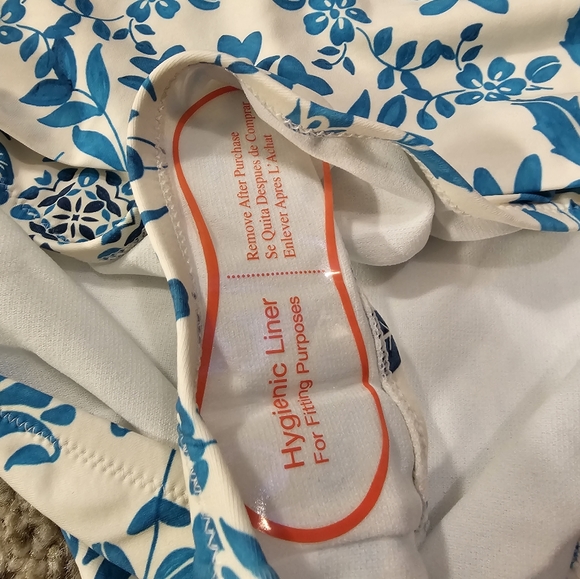 Remove After Purchase
Se Quita Despues de Comprar
Enlever Apres L'Achat
Hygienic Liner
For Fitting Purposes